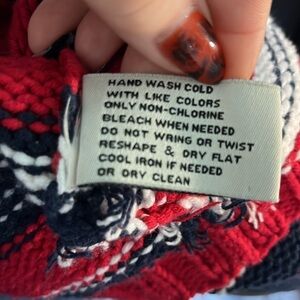 HAND WASH COLD
WITH LIKE COLORS
ONLY NON-CHLORINE
BLEACH WHEN NEEDED
DO NOT WRING OR TWIST
RESHAPE & DRY FLAT
COOL IRON IF NEEDED
OR DRY CLEAN